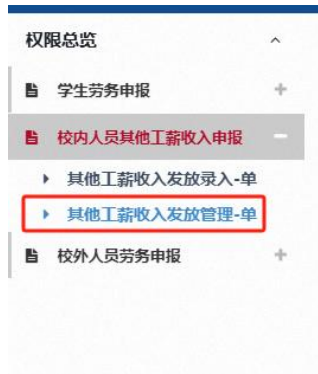 权限总览
学生劳务申报
校内人员其他工薪收入申报
其他工薪收入发放录入-单
其他工薪收入发放管理-单
校外人员劳务申报